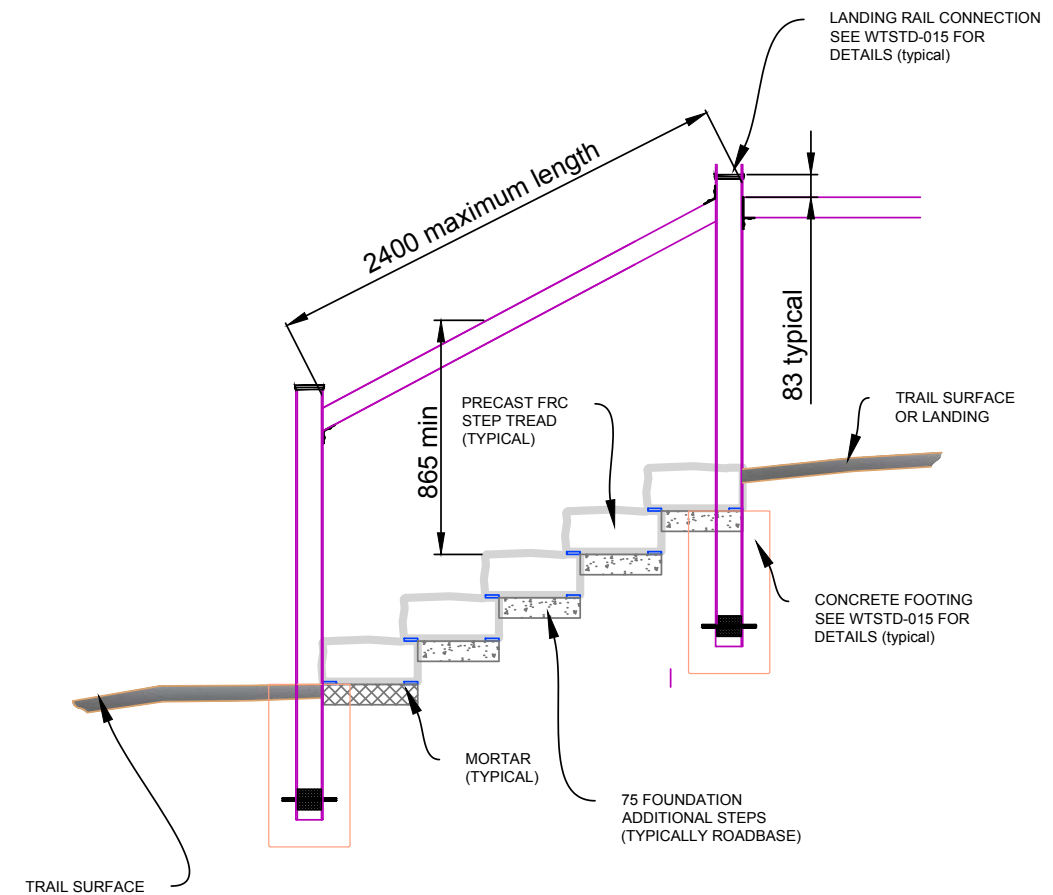 LANDING RAIL CONNECTION
SEE WTSTD-015 FOR
DETAILS (typical)
2400 maximum length
83 typical
865 min
PRECAST FRC
STEP TREAD
(TYPICAL)
TRAIL SURFACE
OR LANDING
CONCRETE FOOTING
SEE WTSTD-015 FOR
DETAILS (typical)
MORTAR
(TYPICAL)
75 FOUNDATION
ADDITIONAL STEPS
(TYPICALLY ROADBASE)
TRAIL SURFACE